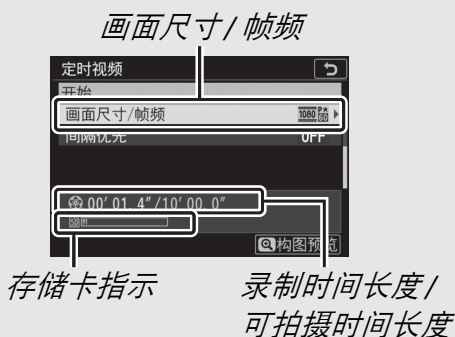 画面尺寸/帧频
定时视频
开始
画面尺寸/帧频 1080 P★ 60
间隔优先 OFF
00′01.4″/10′00.0″
构图预览
存储卡指示
录制时间长度/
可拍摄时间长度